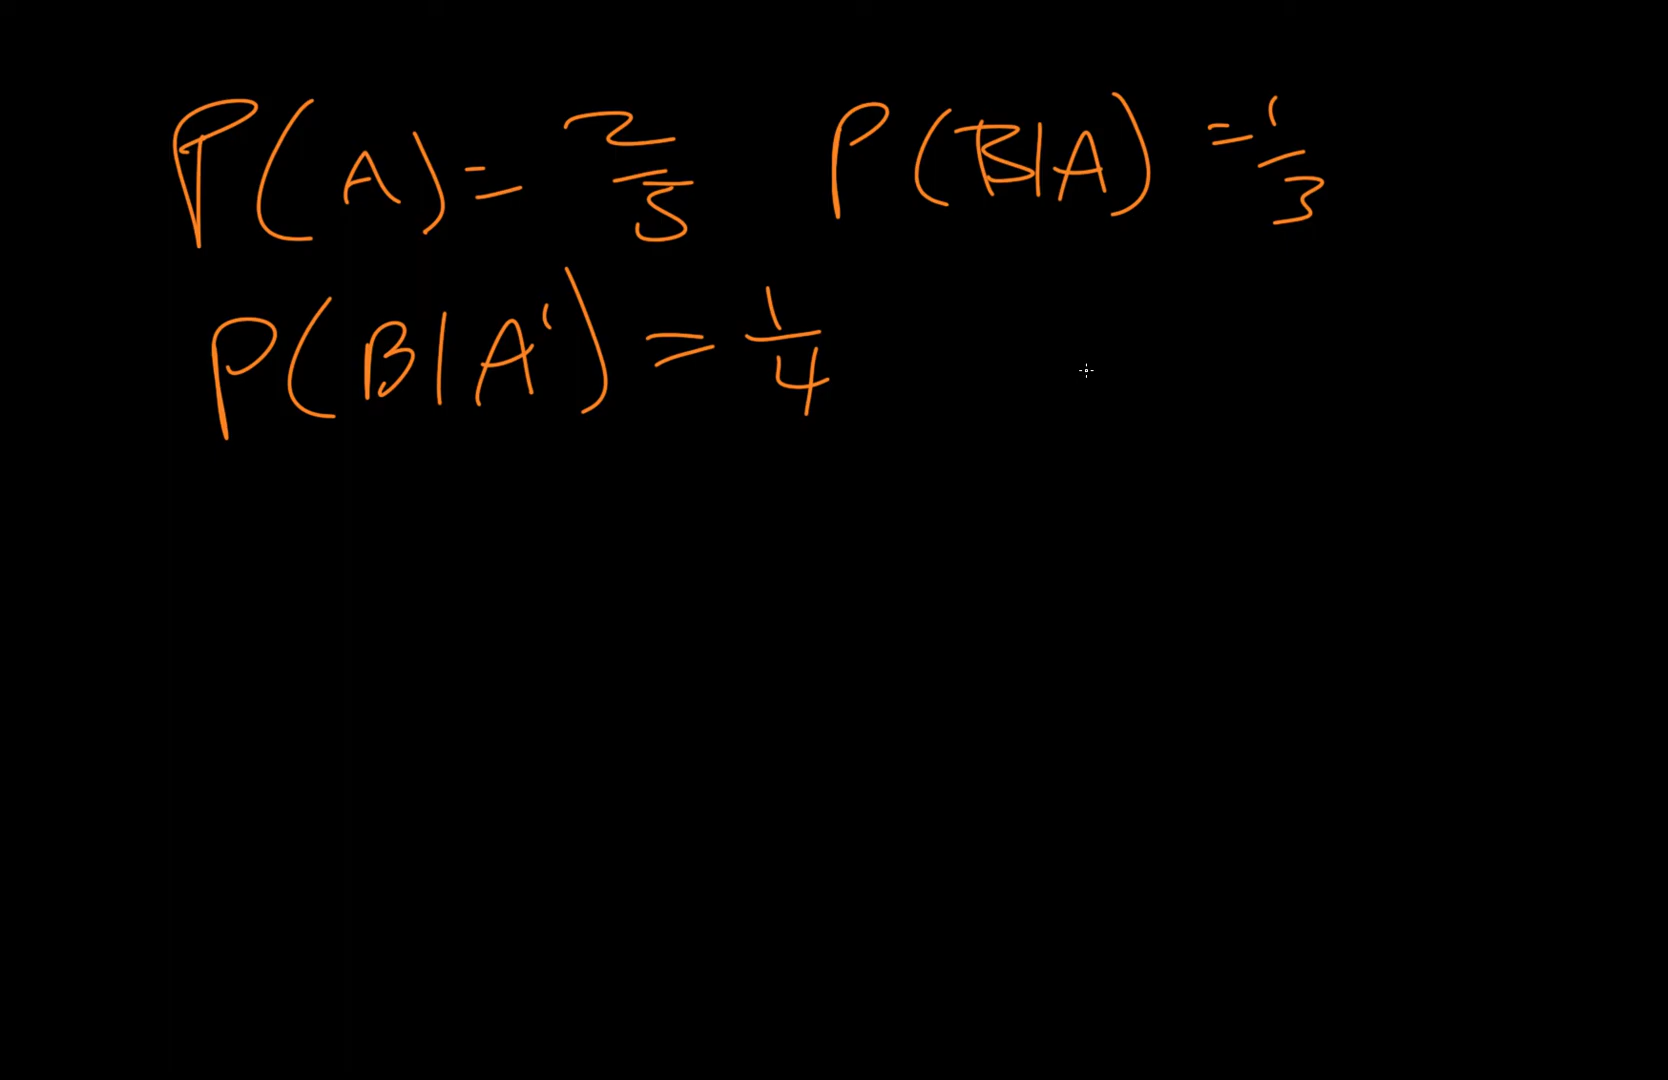 P(A) = 2/5 P(B|A) = 1/3
P(B|A') = 1/4